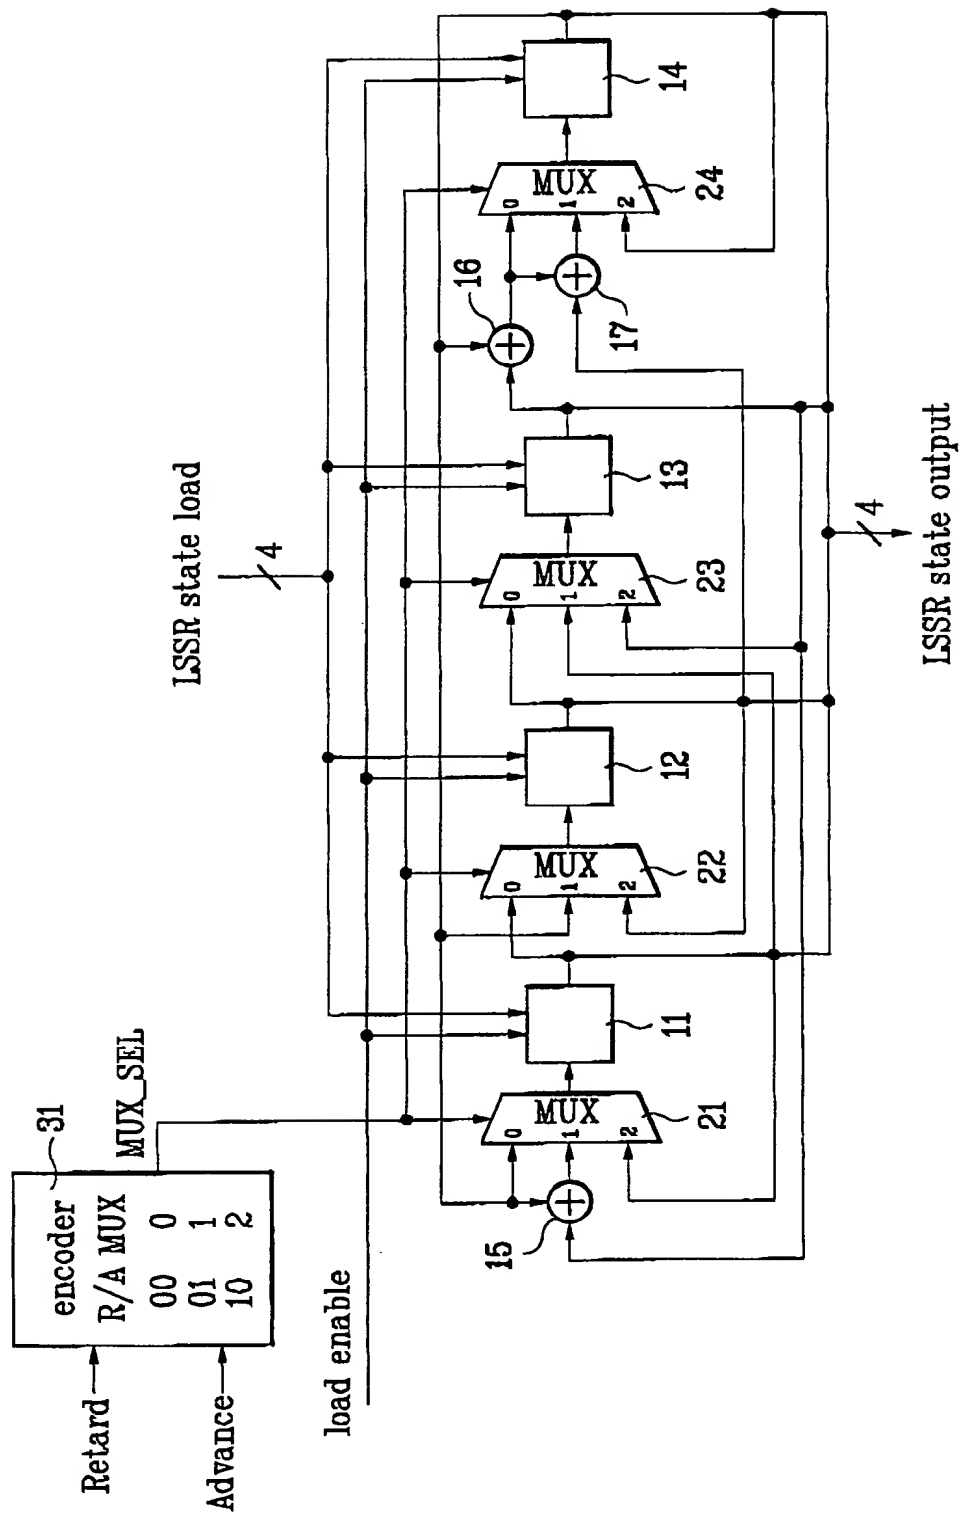 Retard
Advance
encoder
R/A MUX
00 0
01 1
10 2
31
MUX_SEL
load enable
LSSR state load
4
15
0
1
2
MUX
21
11
0
1
2
MUX
22
12
0
1
2
MUX
23
13
16
17
0
1
2
MUX
24
14
4
LSSR state output